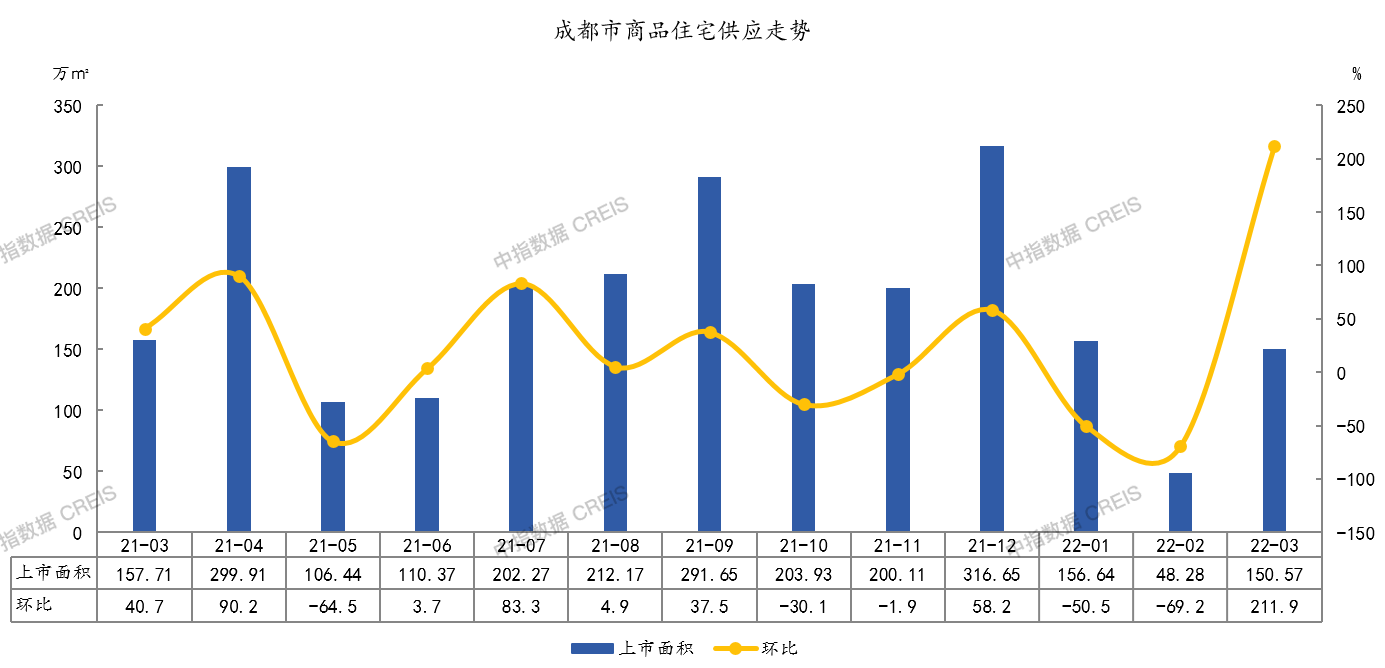 成都市商品住宅供应走势
万㎡ %
350 250
300 200
250 150
200 100
150 50
100 0
50 -50
0 -100
-150
中指数据 CREIS
中指数据 CREIS
中指数据 CREIS
中指数据 CREIS
中指数据 CREIS
中指数据 CREIS
21-03 21-04 21-05 21-06 21-07 21-08 21-09 21-10 21-11 21-12 22-01 22-02 22-03
上市面积 157.71 299.91 106.44 110.37 202.27 212.17 291.65 203.93 200.11 316.65 156.64 48.28 150.57
环比 40.7 90.2 -64.5 3.7 83.3 4.9 37.5 -30.1 -1.9 58.2 -50.5 -69.2 211.9
上市面积 环比